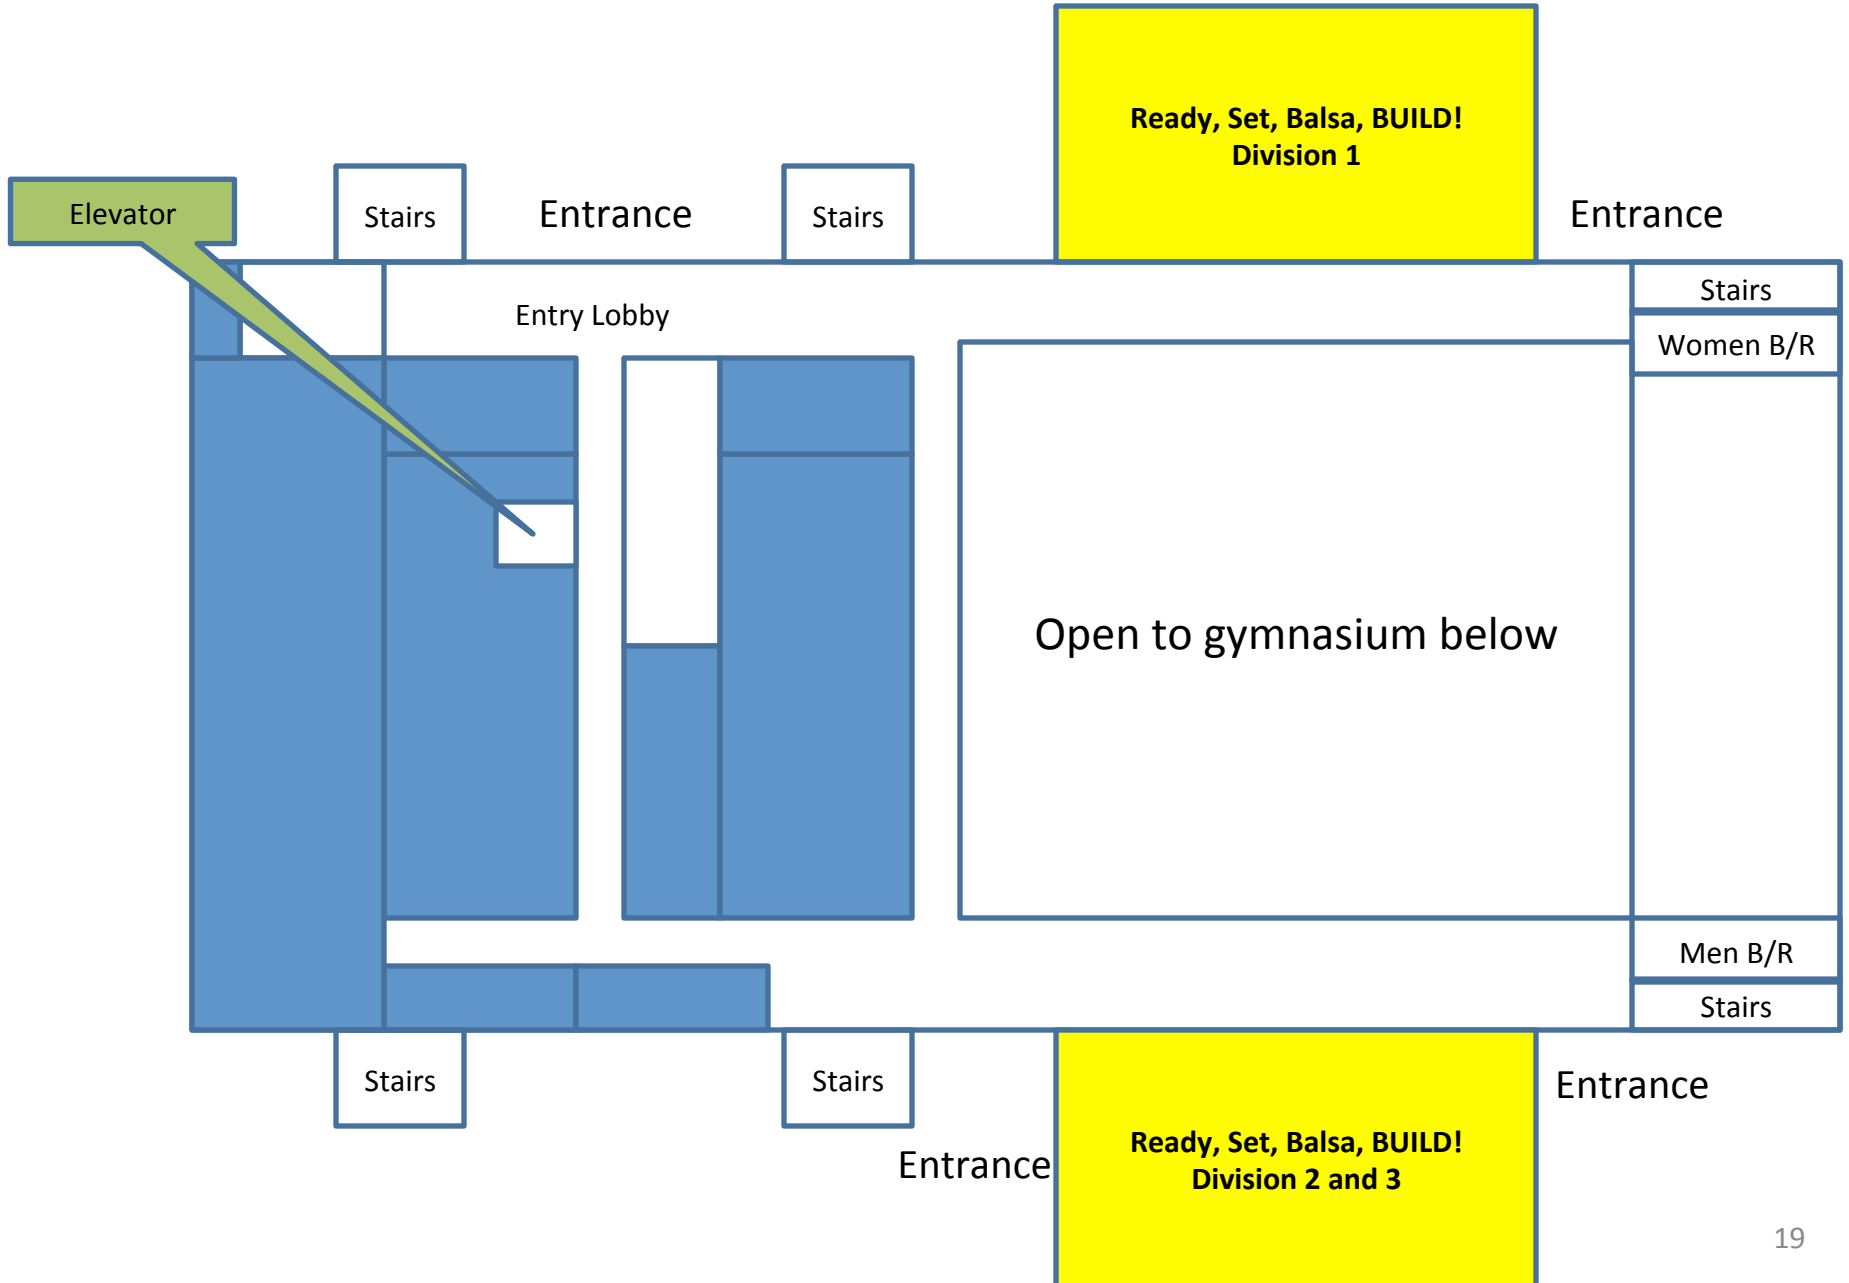 Ready, Set, Balsa, BUILD!
Division 1
Elevator
Stairs
Entrance
Stairs
Entrance
Entry Lobby
Stairs
Women B/R
Open to gymnasium below
Men B/R
Stairs
Stairs
Stairs
Entrance
Entrance
Ready, Set, Balsa, BUILD!
Division 2 and 3
19